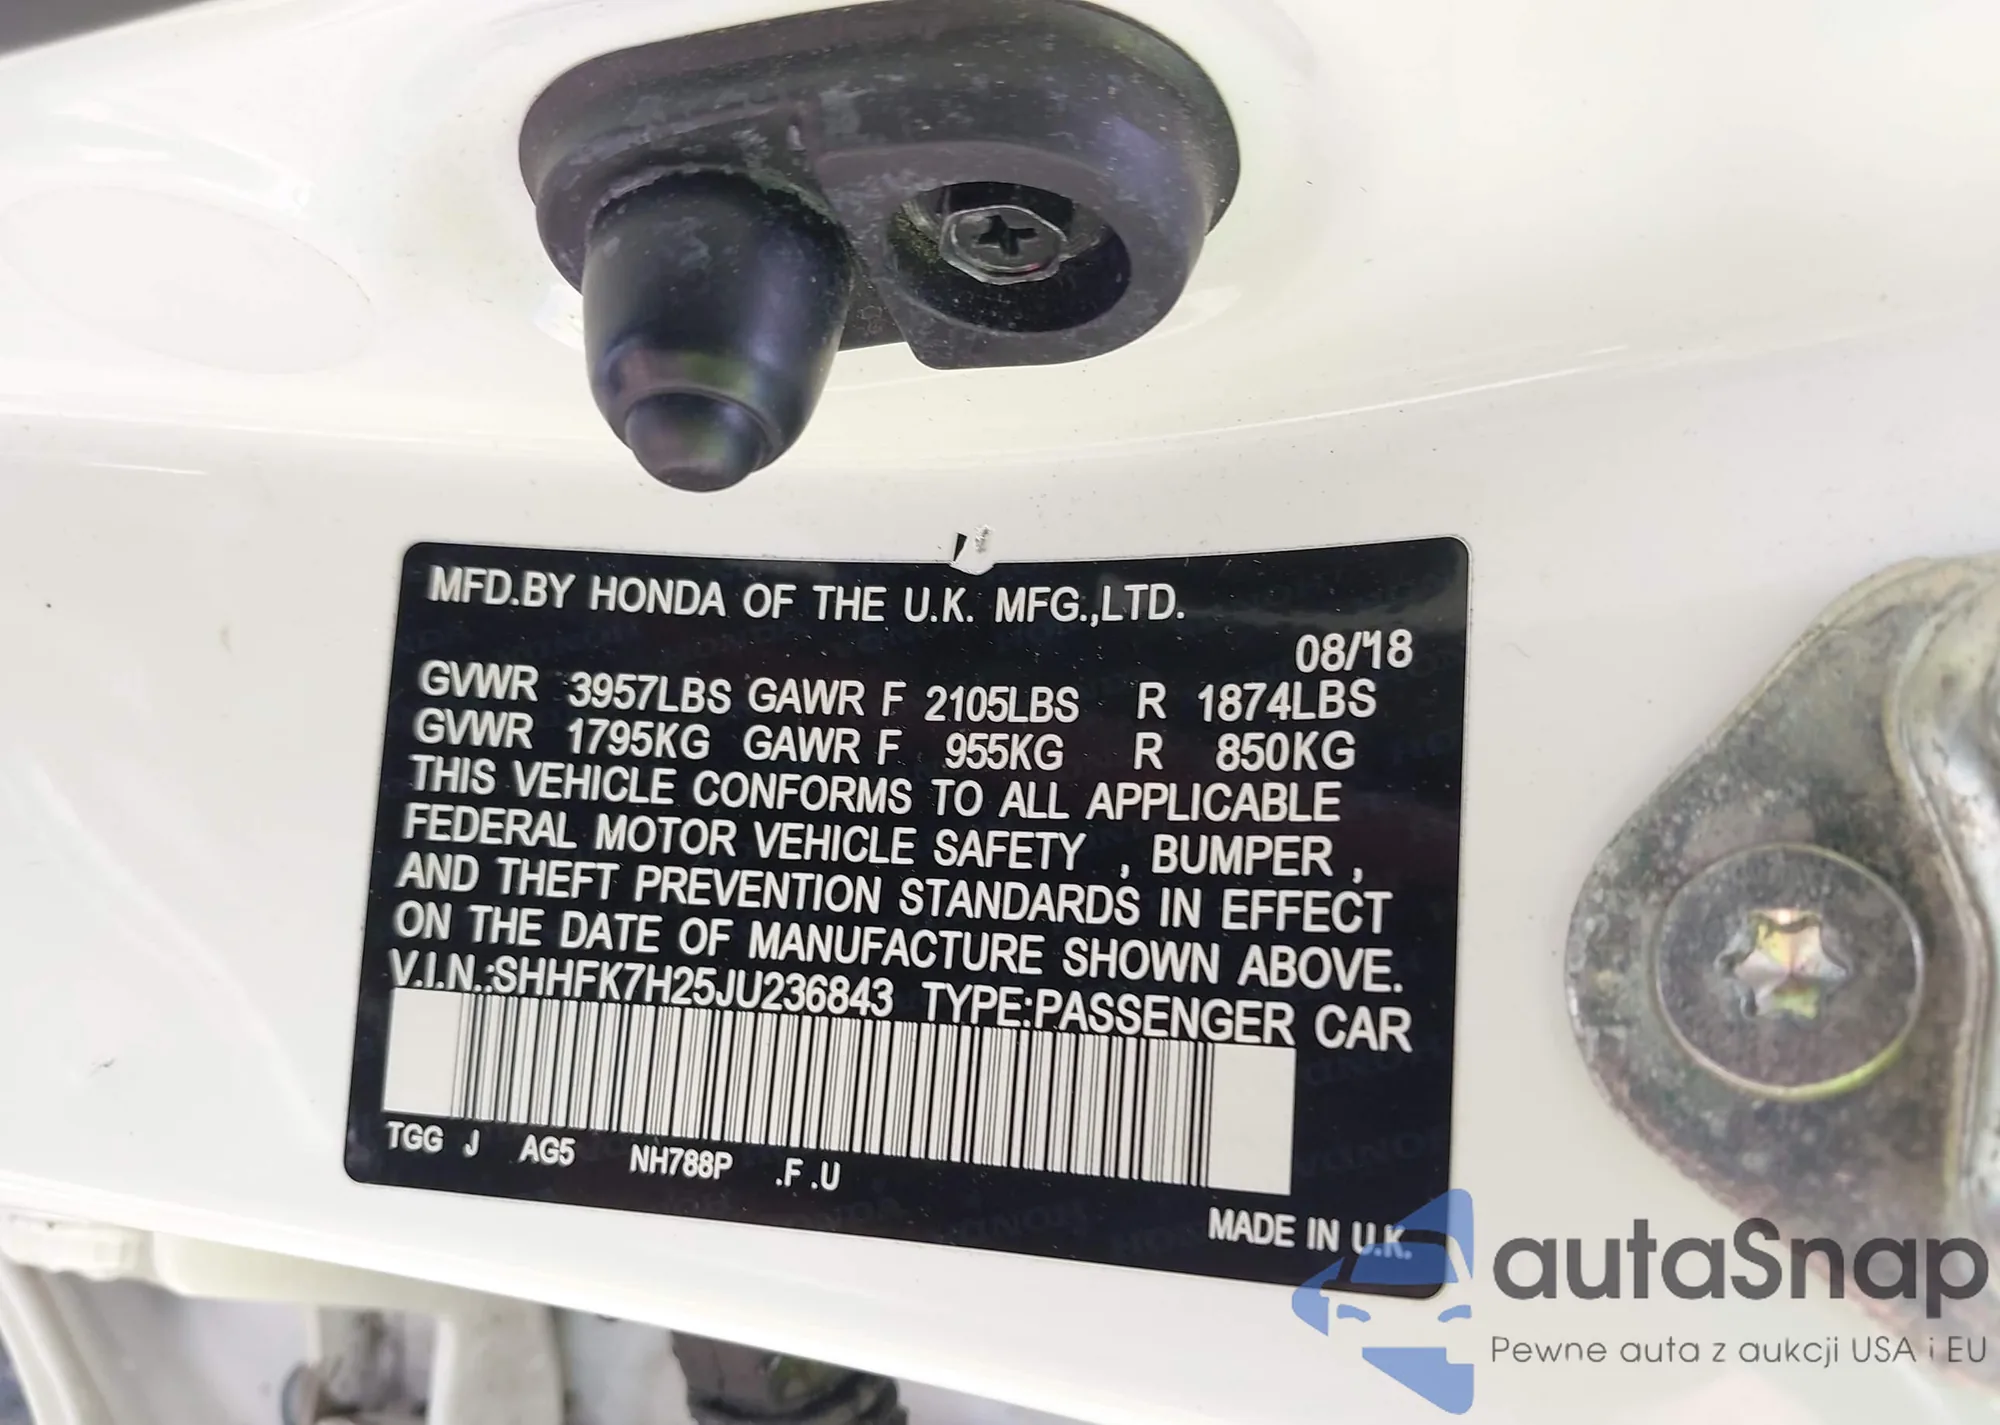 MFD.BY HONDA OF THE U.K. MFG.,LTD.
08/'18
GVWR 3957LBS GAWR F 2105LBS R 1874LBS
GVWR 1795KG GAWR F 955KG R 850KG
THIS VEHICLE CONFORMS TO ALL APPLICABLE
FEDERAL MOTOR VEHICLE SAFETY , BUMPER ,
AND THEFT PREVENTION STANDARDS IN EFFECT
ON THE DATE OF MANUFACTURE SHOWN ABOVE.
V.I.N.:SHHFK7H25JU236843 TYPE:PASSENGER CAR
TGG J AG5 NH788P .F .U
MADE IN U.K.
autaSnap
Pewne auta z aukcji USA i EU